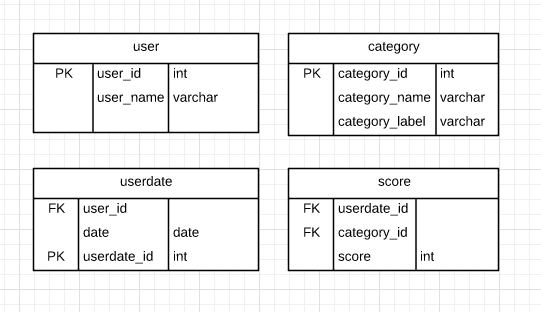 user
PK user_id int
user_name varchar
category
PK category_id int
category_name varchar
category_label varchar
userdate
FK user_id
date date
PK userdate_id int
score
FK userdate_id
FK category_id
score int